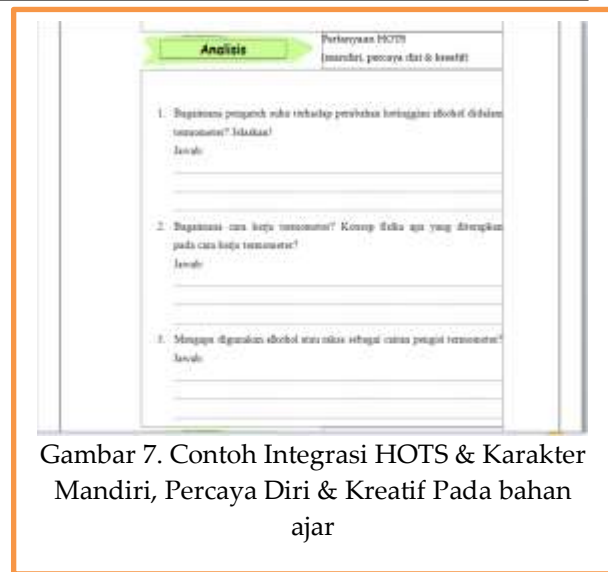 Analisis
Pertanyaan HOTS
(mandiri, percaya diri & kreatif)
1. Bagaimana pengaruh suhu terhadap perubahan ketinggian alkohol didalam
termometer? Jelaskan!
Jawab:
2. Bagaimana cara kerja termometer? Konsep fisika apa yang diterapkan
pada cara kerja termometer?
Jawab:
3. Mengapa digunakan alkohol atau raksa sebagai cairan pengisi termometer?
Jawab:
Gambar 7. Contoh Integrasi HOTS & Karakter
Mandiri, Percaya Diri & Kreatif Pada bahan
ajar